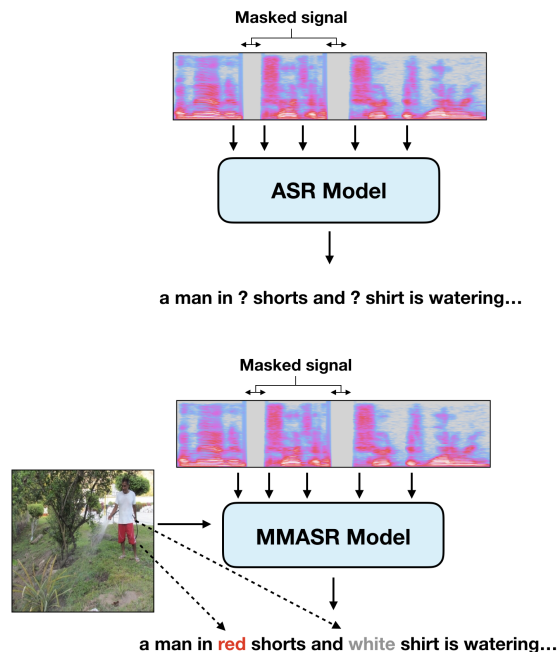 Masked signal
ASR Model
a man in ? shorts and ? shirt is watering...
Masked signal
MMASR Model
a man in red shorts and white shirt is watering...